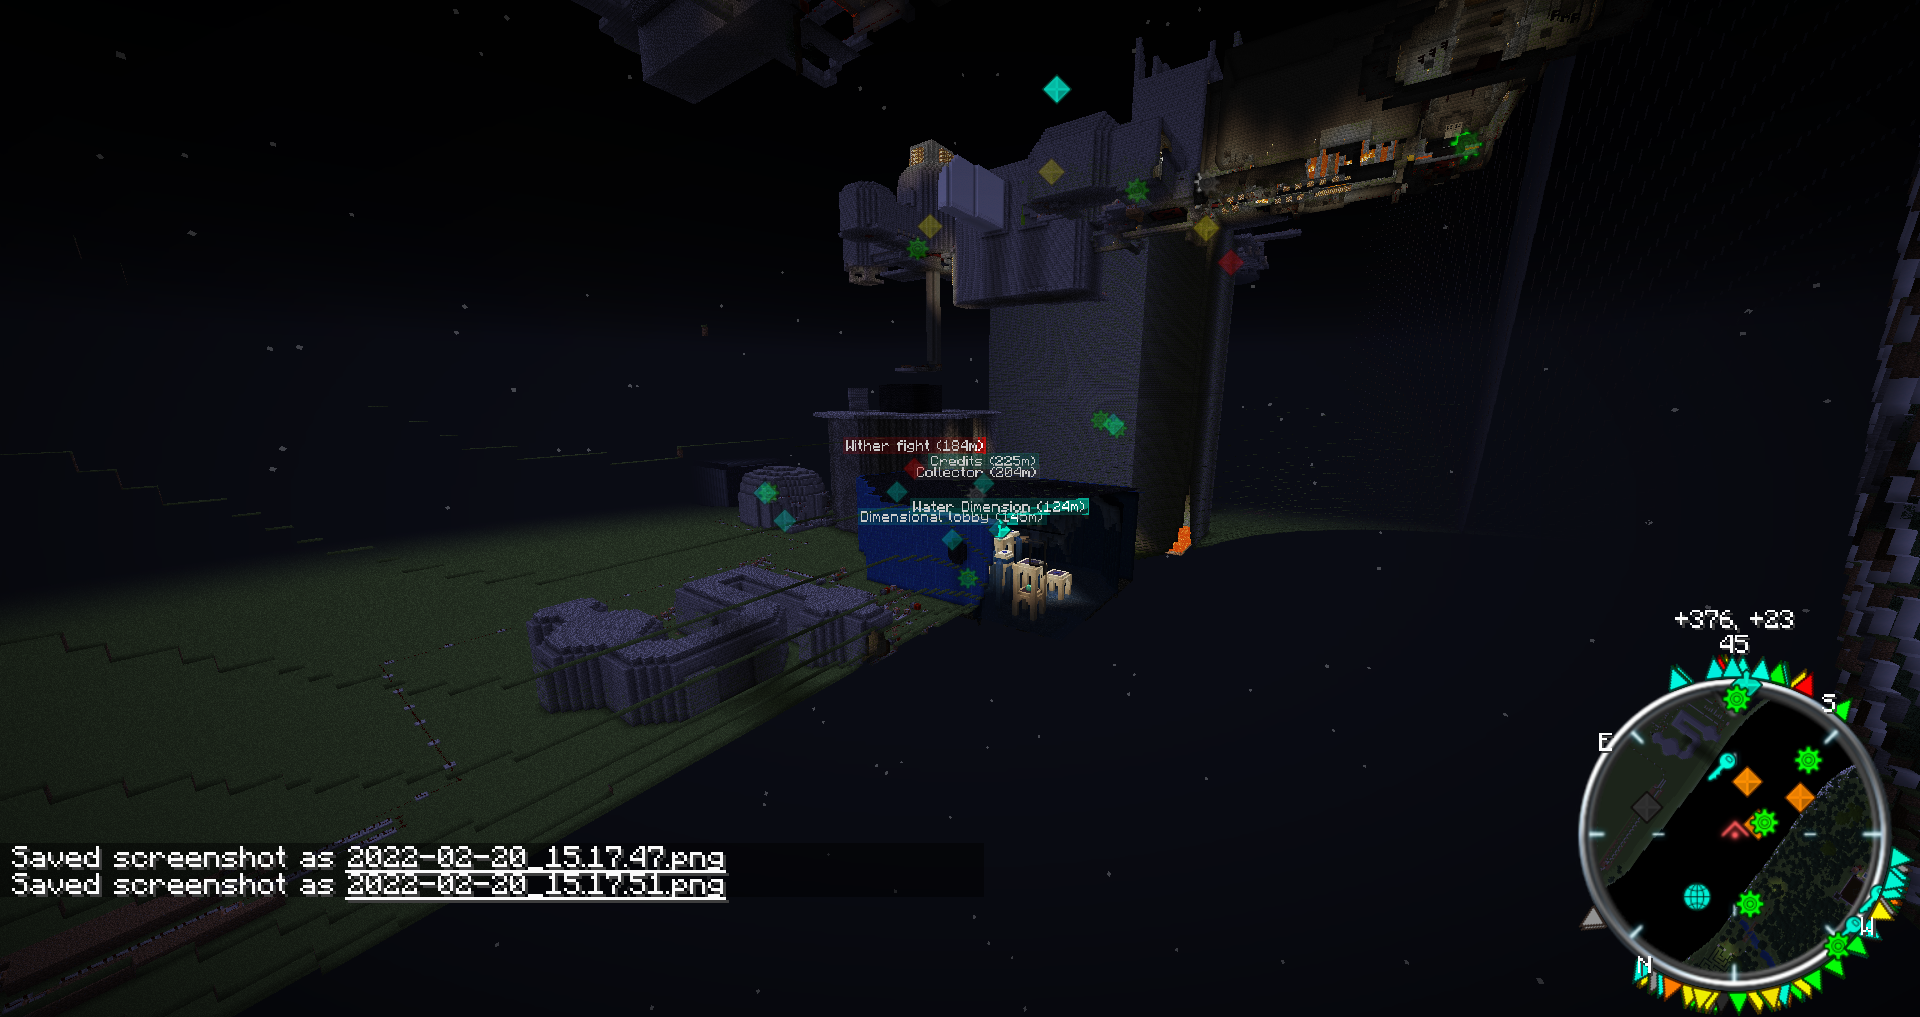 Wither fight (184m)
Credits (225m)
Collector (204m)
Water Dimension (124m)
Dimensional lobby (145m)
+376, +23
45
S
E
W
N
Saved screenshot as 2022-02-20_15.17.47.png
Saved screenshot as 2022-02-20_15.17.51.png